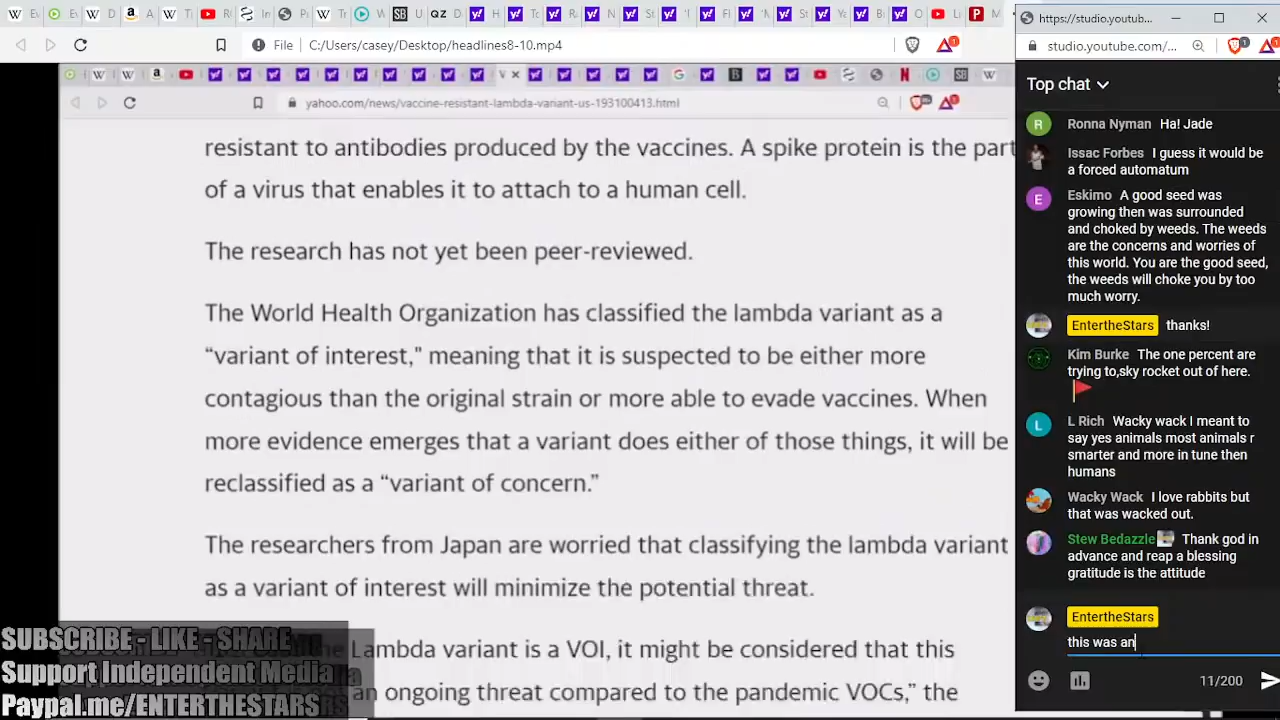 https://studio.youtub...
File
C:/Users/casey/Desktop/headlines8-10.mp4
studio.youtube.com/...
yahoo.com/news/vaccine-resistant-lambda-variant-us-193100413.html
resistant to antibodies produced by the vaccines. A spike protein is the part
of a virus that enables it to attach to a human cell.
The research has not yet been peer-reviewed.
The World Health Organization has classified the lambda variant as a
“variant of interest,” meaning that it is suspected to be either more
contagious than the original strain or more able to evade vaccines. When
more evidence emerges that a variant does either of those things, it will be
reclassified as a “variant of concern.”
The researchers from Japan are worried that classifying the lambda variant
as a variant of interest will minimize the potential threat.
Lambda variant is a VOI, it might be considered that this
an ongoing threat compared to the pandemic VOCs,” the
SUBSCRIBE - LIKE - SHARE
Support Independent Media
Paypal.me/ENTERTHESTARS
Top chat
Ronna Nyman Ha! Jade
Issac Forbes I guess it would be
a forced automatum
Eskimo A good seed was
growing then was surrounded
and choked by weeds. The weeds
are the concerns and worries of
this world. You are the good seed,
the weeds will choke you by too
much worry.
EntertheStars thanks!
Kim Burke The one percent are
trying to,sky rocket out of here.
L Rich Wacky wack I meant to
say yes animals most animals r
smarter and more in tune then
humans
Wacky Wack I love rabbits but
that was wacked out.
Stew Bedazzle Thank god in
advance and reap a blessing
gratitude is the attitude
EntertheStars
this was an
11/200